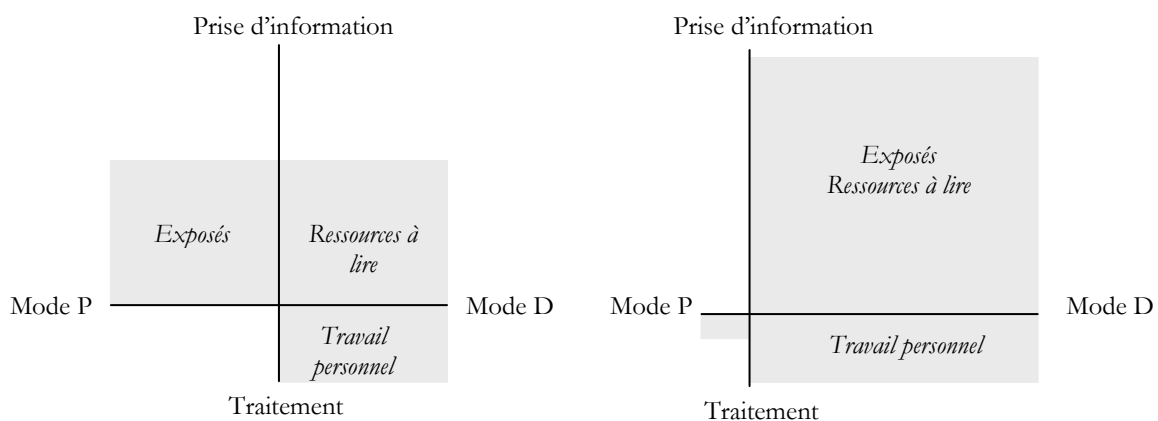 Prise d’information
Exposés
Ressources à
lire
Mode P
Mode D
Travail
personnel
Traitement
Prise d’information
Exposés
Ressources à lire
Mode P
Mode D
Travail personnel
Traitement